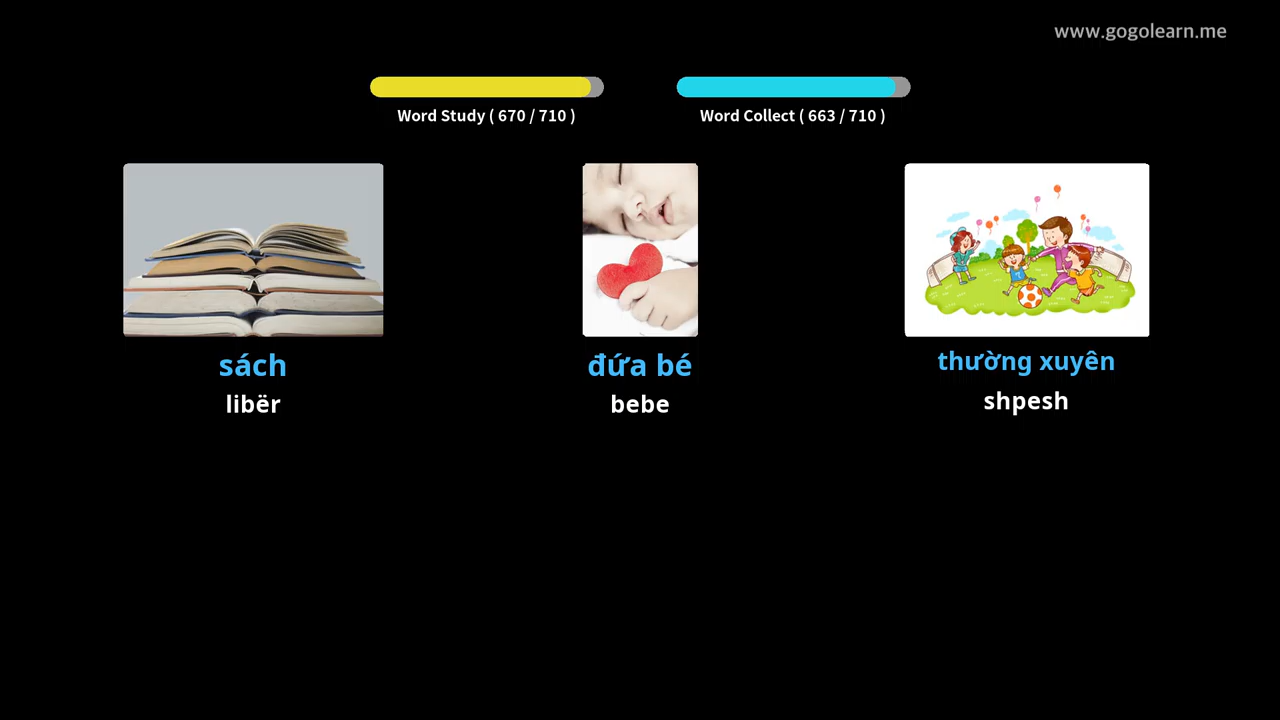 www.gogolearn.me
Word Study ( 670 / 710 )
Word Collect ( 663 / 710 )
sách
libër
đứa bé
bebe
thường xuyên
shpesh